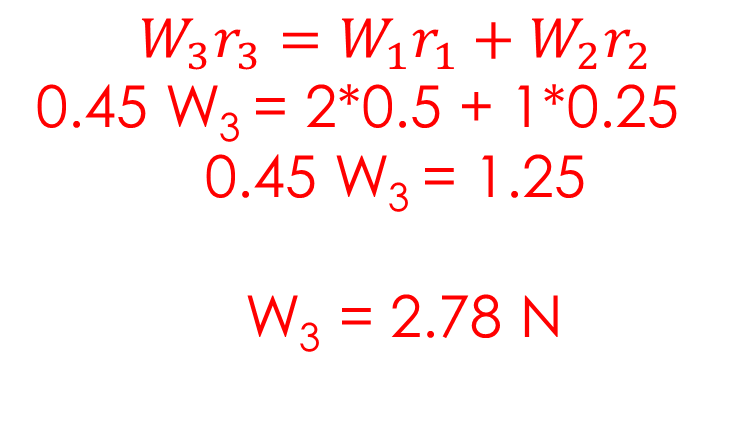 W₃r₃ = W₁r₁ + W₂r₂
0.45 W₃ = 2*0.5 + 1*0.25
0.45 W₃ = 1.25
W₃ = 2.78 N